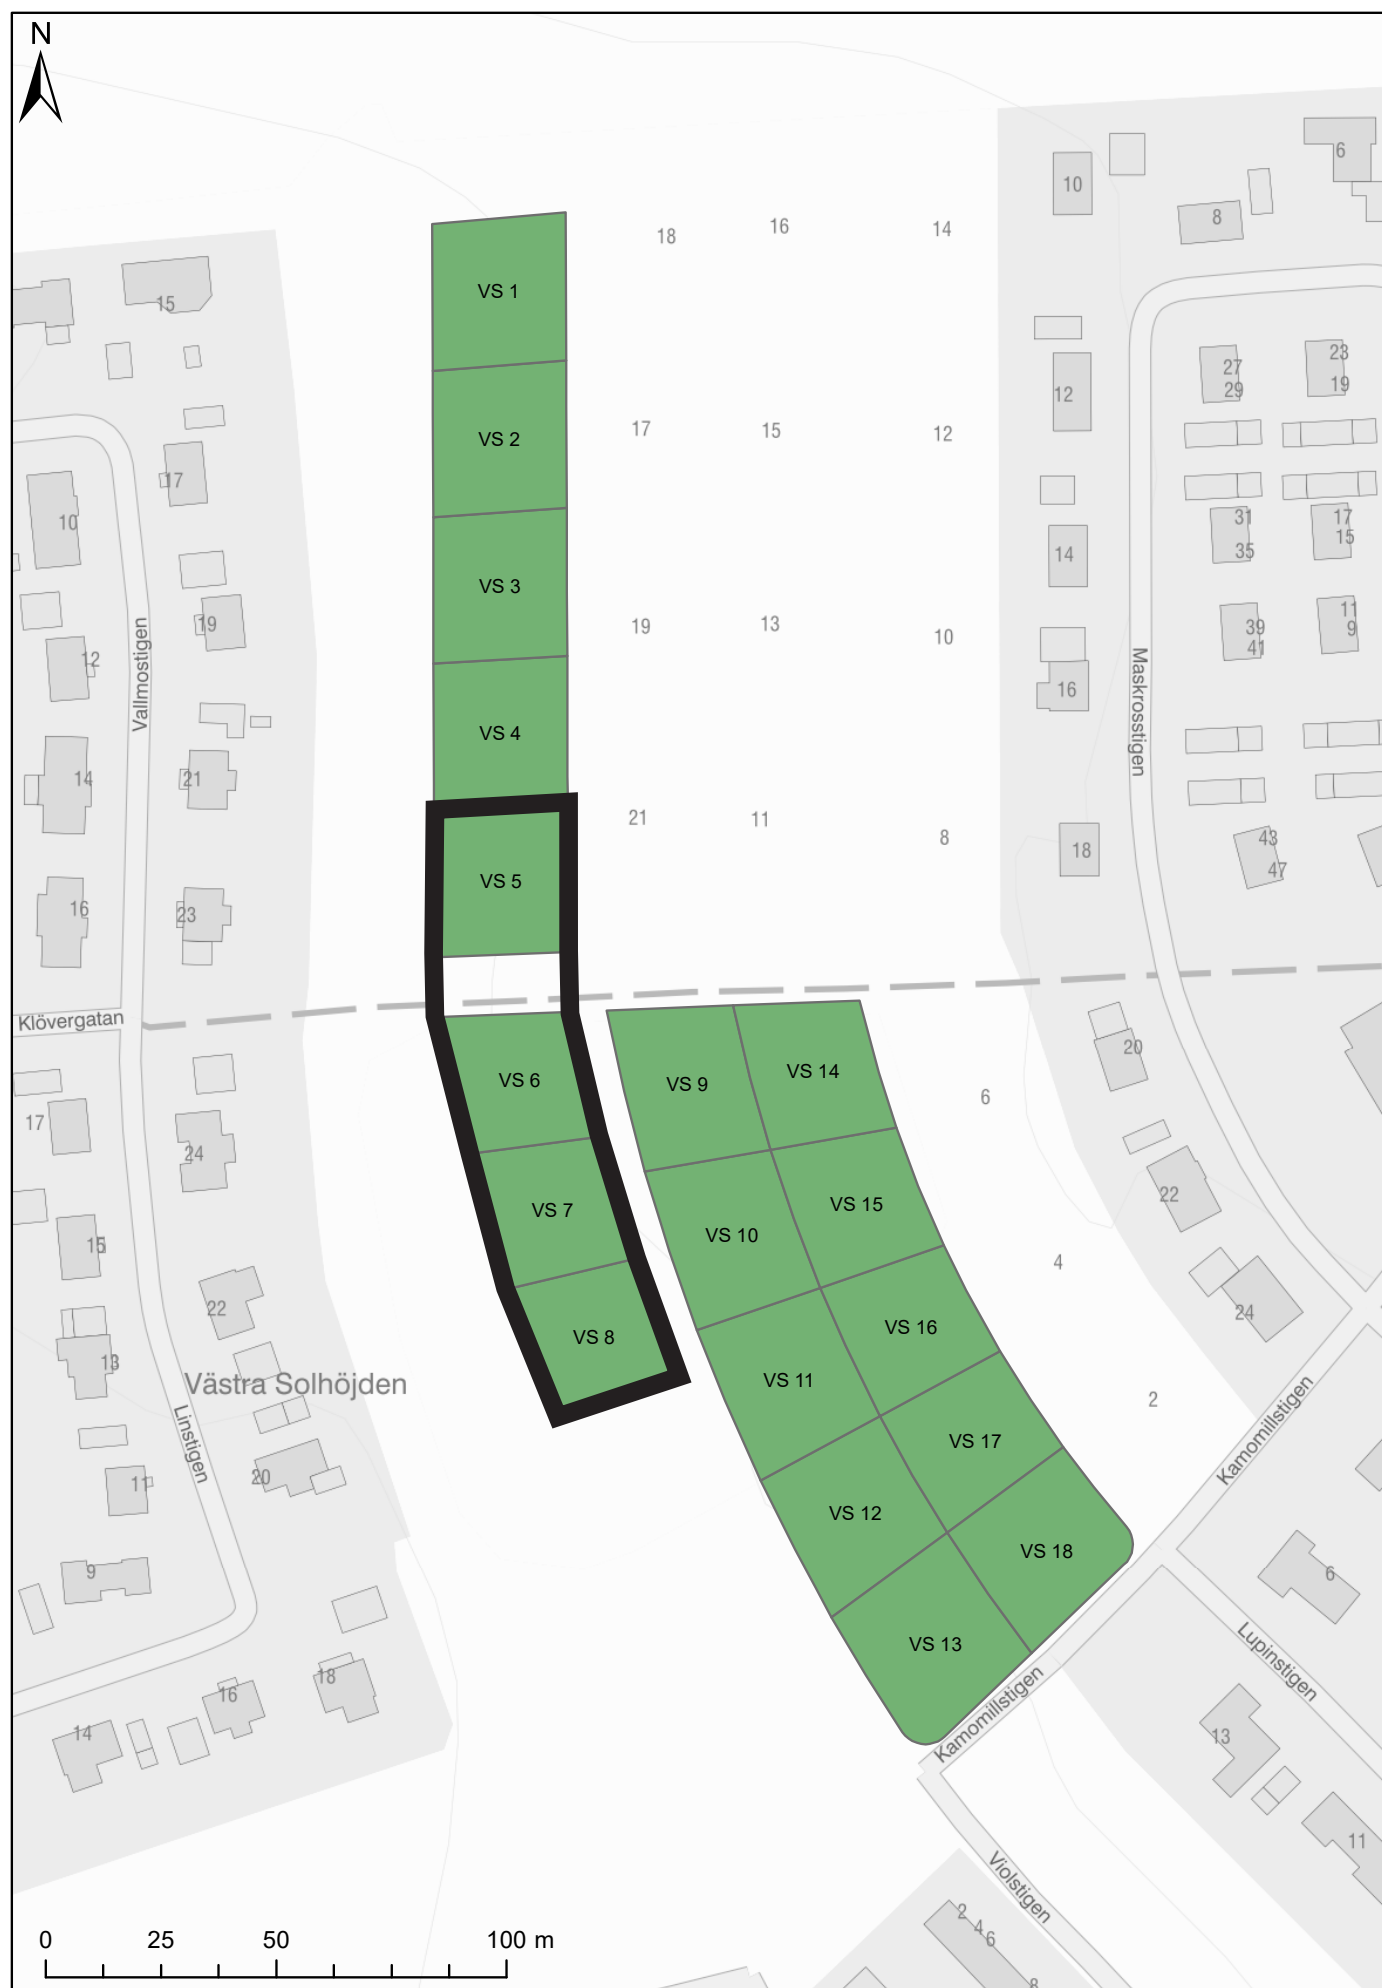 N
6
10
8
18
16
14
15
VS 1
23
27
19
29
12
VS 2
17
15
12
17
10
31
17
15
35
14
VS 3
19
13
10
19
11
9
39
41
12
Vallmostigen
Maskrosstigen
16
VS 4
14
21
21
11
8
43
47
18
VS 5
16
23
Klövergatan
20
VS 6
VS 9
VS 14
6
17
24
22
VS 7
VS 10
VS 15
15
4
22
24
VS 8
VS 16
13
Västra Solhöjden
VS 11
2
Linstigen
Kamomillstigen
VS 17
20
11
VS 12
VS 18
9
6
VS 13
Lupinstigen
18
16
14
Kamomillstigen
13
11
Violstigen
2
4
6
8
0 25 50 100 m